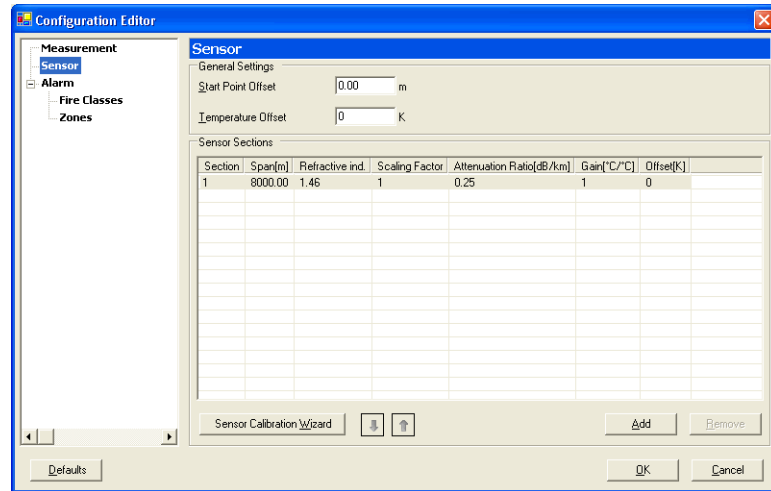 Configuration Editor
Measurement
Sensor
Alarm
Fire Classes
Zones
Sensor
General Settings
Start Point Offset 0.00 m
Temperature Offset 0 K
Sensor Sections
Section Span[m] Refractive ind. Scaling Factor Attenuation Ratio[dB/km] Gain[°C/°C] Offset[K]
1 8000.00 1.46 1 0.25 1 0
Sensor Calibration Wizard Add Remove
Defaults OK Cancel